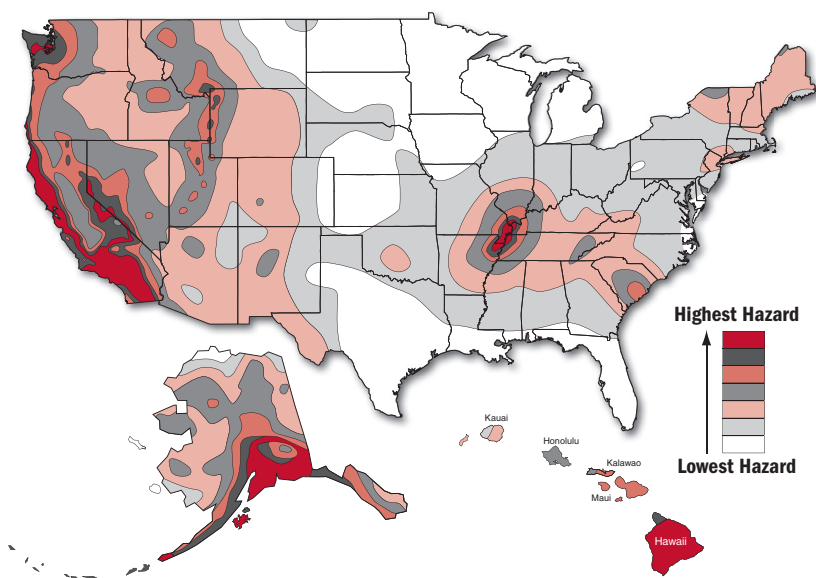 Highest Hazard
Lowest Hazard
Kauai
Honolulu
Kalawao
Maui
Hawaii